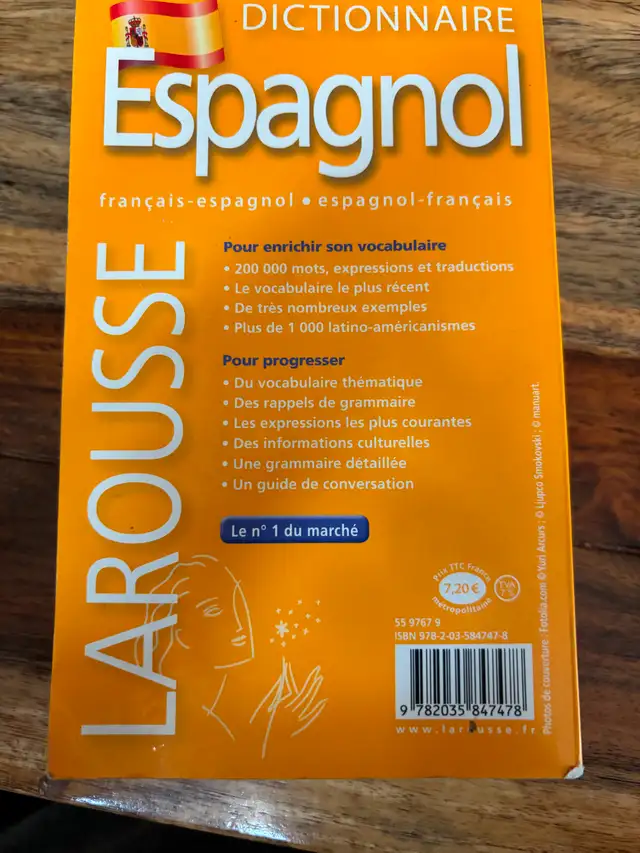 DICTIONNAIRE
Espagnol
français-espagnol • espagnol-français
LAROUSSE
Pour enrichir son vocabulaire
• 200 000 mots, expressions et traductions
• Le vocabulaire le plus récent
• De très nombreux exemples
• Plus de 1 000 latino-américanismes
Pour progresser
• Du vocabulaire thématique
• Des rappels de grammaire
• Les expressions les plus courantes
• Des informations culturelles
• Une grammaire détaillée
• Un guide de conversation
Le n° 1 du marché
Prix TTC France
7,20 €
métropolitaine
TVA
55 9767 9
ISBN 978-2-03-584747-8
9 782035 847478
www.larousse.fr
Photos de couverture : Fotolia.com © Yuri Arcurs ; © Ljupco Smokovski ; © manuart.